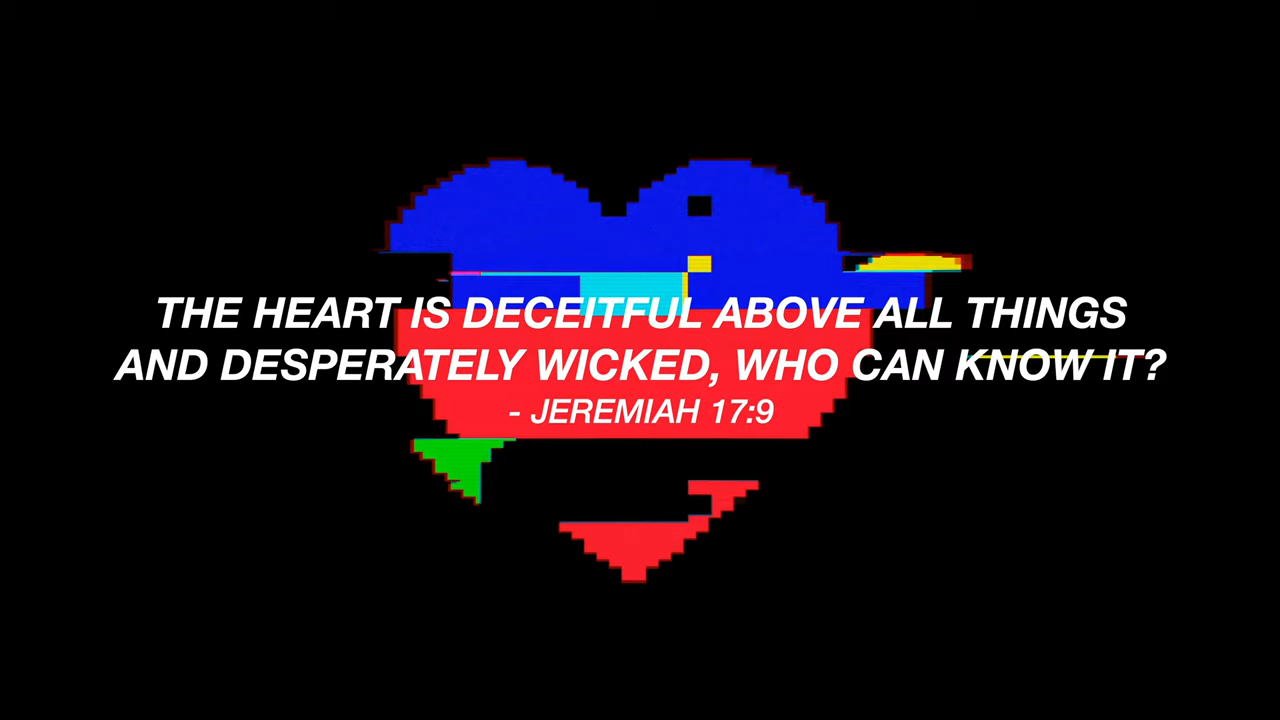 THE HEART IS DECEITFUL ABOVE ALL THINGS
AND DESPERATELY WICKED, WHO CAN KNOW IT?
- JEREMIAH 17:9